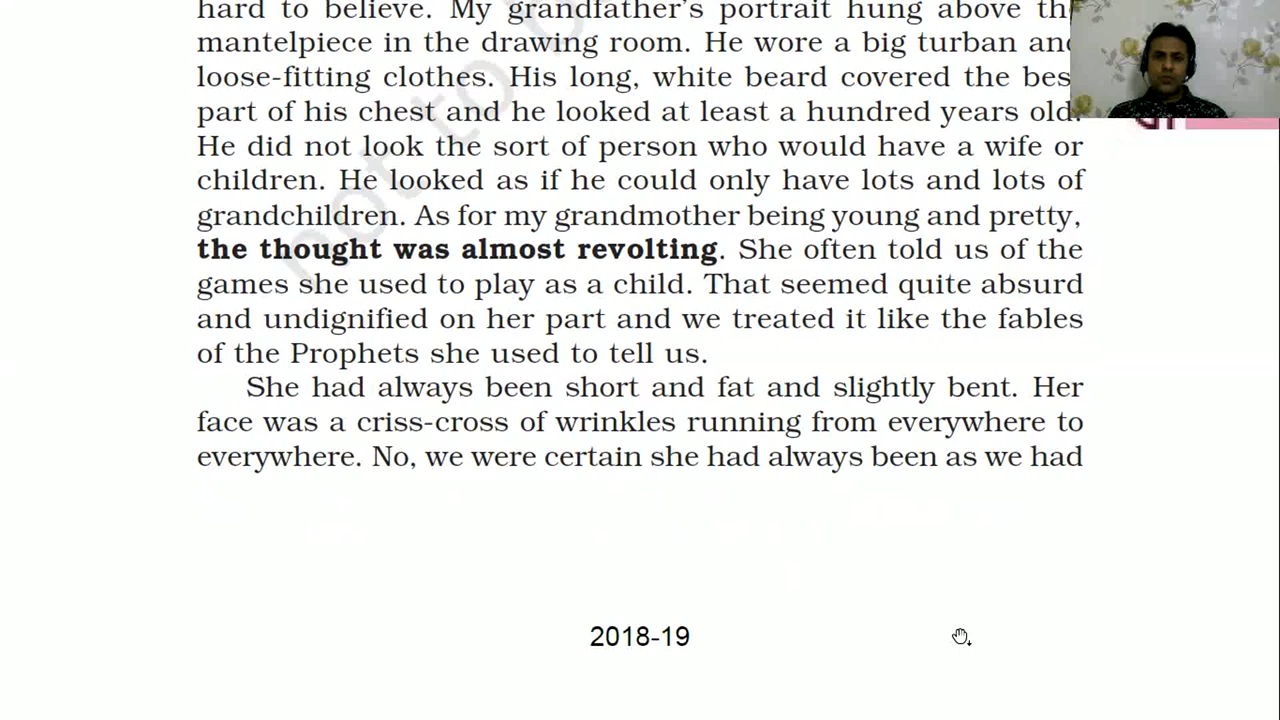 hard to believe. My grandfather's portrait hung above the
mantelpiece in the drawing room. He wore a big turban and
loose-fitting clothes. His long, white beard covered the best
part of his chest and he looked at least a hundred years old.
He did not look the sort of person who would have a wife or
children. He looked as if he could only have lots and lots of
grandchildren. As for my grandmother being young and pretty,
the thought was almost revolting. She often told us of the
games she used to play as a child. That seemed quite absurd
and undignified on her part and we treated it like the fables
of the Prophets she used to tell us.
She had always been short and fat and slightly bent. Her
face was a criss-cross of wrinkles running from everywhere to
everywhere. No, we were certain she had always been as we had
not to b
2018-19